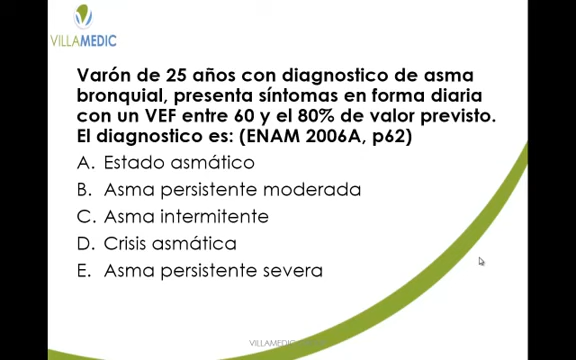 VILLAMEDIC
Varón de 25 años con diagnostico de asma
bronquial, presenta síntomas en forma diaria
con un VEF entre 60 y el 80% de valor previsto.
El diagnostico es: (ENAM 2006A, p62)
A. Estado asmático
B. Asma persistente moderada
C. Asma intermitente
D. Crisis asmática
E. Asma persistente severa
VILLAMEDIC